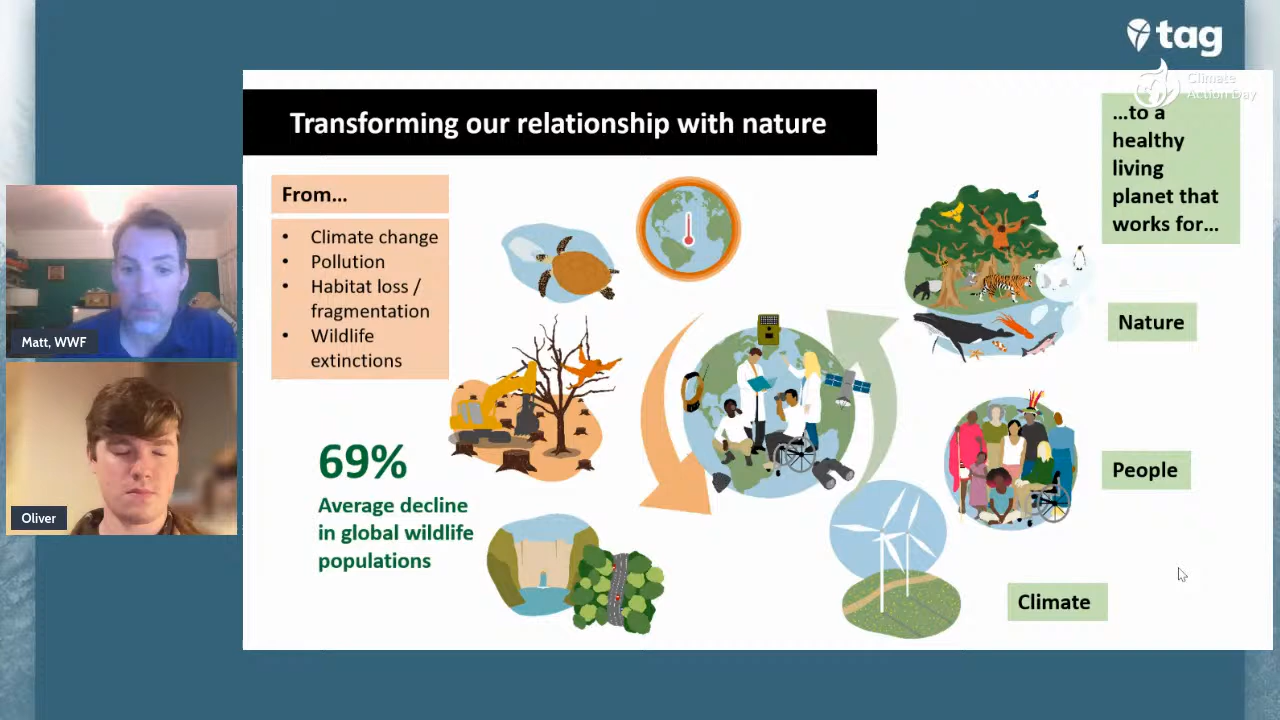 tag
Climate
Action Day
Transforming our relationship with nature
From...
• Climate change
• Pollution
• Habitat loss /
fragmentation
• Wildlife
extinctions
69%
Average decline
in global wildlife
populations
...to a
healthy
living
planet that
works for...
Nature
People
Climate
Matt, WWF
Oliver